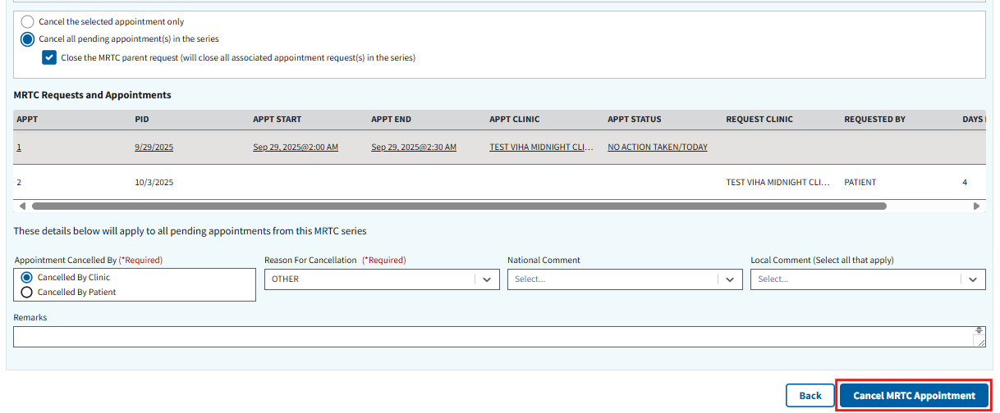 Cancel the selected appointment only
Cancel all pending appointment(s) in the series
Close the MRTC parent request (will close all associated appointment request(s) in the series)
MRTC Requests and Appointments
APPT PID APPT START APPT END APPT CLINIC APPT STATUS REQUEST CLINIC REQUESTED BY DAYS
1 9/29/2025 Sep 29, 2025@2:00 AM Sep 29, 2025@2:30 AM TEST VIHA MIDNIGHT CLI... NO ACTION TAKEN/TODAY
2 10/3/2025 TEST VIHA MIDNIGHT CLI... PATIENT 4
These details below will apply to all pending appointments from this MRTC series
Appointment Cancelled By (*Required) Reason For Cancellation (*Required) National Comment Local Comment (Select all that apply)
Cancelled By Clinic OTHER Select... Select...
Cancelled By Patient
Remarks
Back Cancel MRTC Appointment